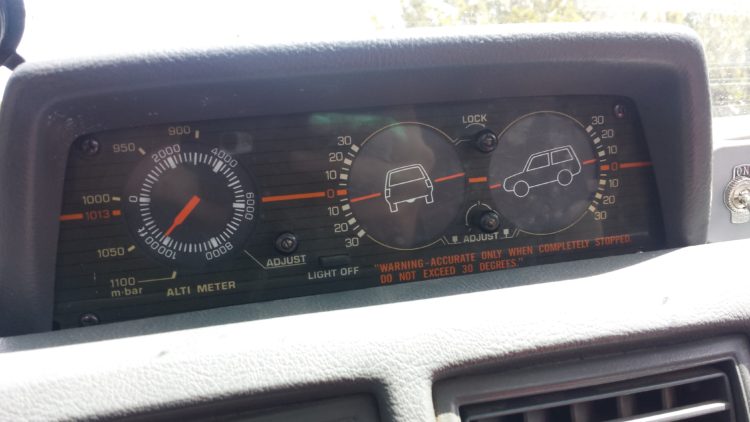 900
950
1000
1013
1050
1100
m·bar
0
2000
4000
6000
8000
10000
ALTI METER
ADJUST
LIGHT OFF
30
20
10
0
10
20
30
LOCK
ADJUST
30
20
10
0
10
20
30
"WARNING-ACCURATE ONLY WHEN COMPLETELY STOPPED.
DO NOT EXCEED 30 DEGREES."
ON